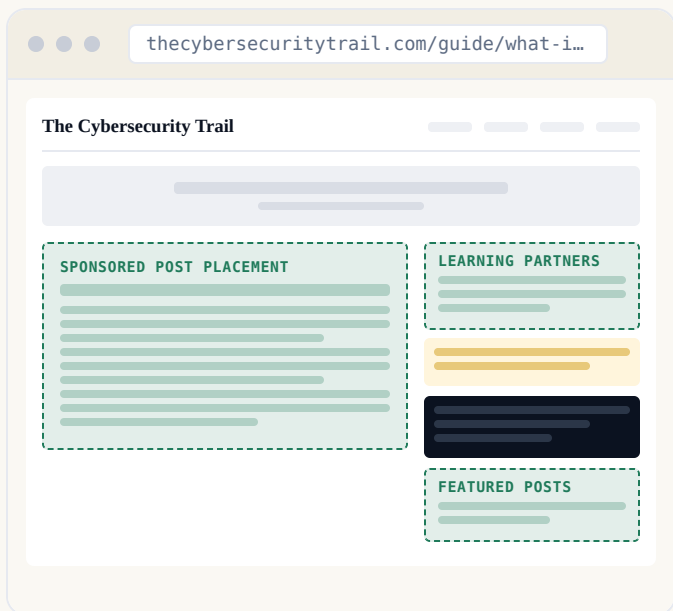 thecybersecuritytrail.com/guide/what-i…
The Cybersecurity Trail
SPONSORED POST PLACEMENT
LEARNING PARTNERS
FEATURED POSTS